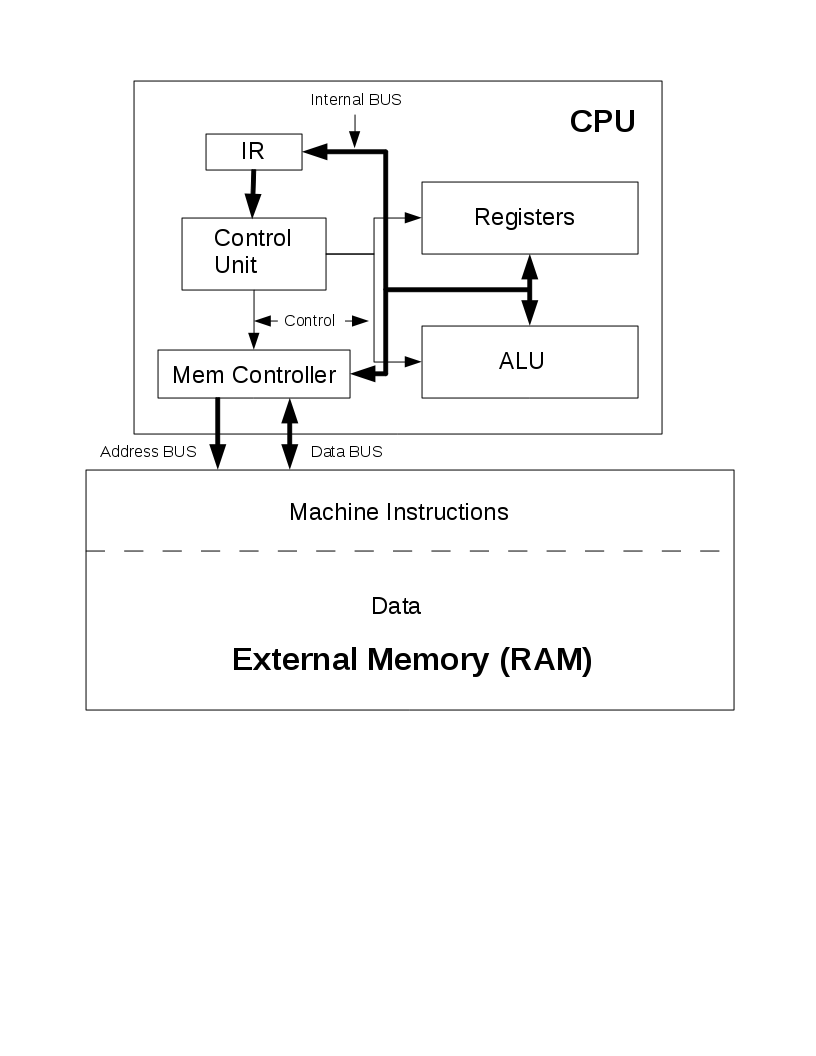 Internal BUS
CPU
IR
Registers
Control
Unit
Control
ALU
Mem Controller
Address BUS
Data BUS
Machine Instructions
Data
External Memory (RAM)